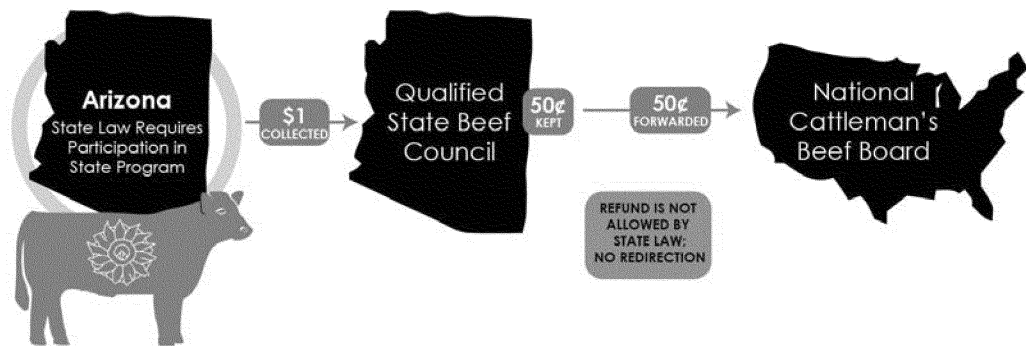 Arizona
State Law Requires
Participation in
State Program
$1
COLLECTED
Qualified
State Beef
Council
50¢
KEPT
50¢
FORWARDED
National
Cattleman's
Beef Board
REFUND IS NOT
ALLOWED BY
STATE LAW;
NO REDIRECTION